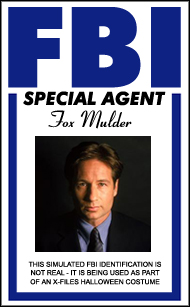 FBI
SPECIAL AGENT
Fox Mulder
THIS SIMULATED FBI IDENTIFICATION IS
NOT REAL - IT IS BEING USED AS PART
OF AN X-FILES HALLOWEEN COSTUME